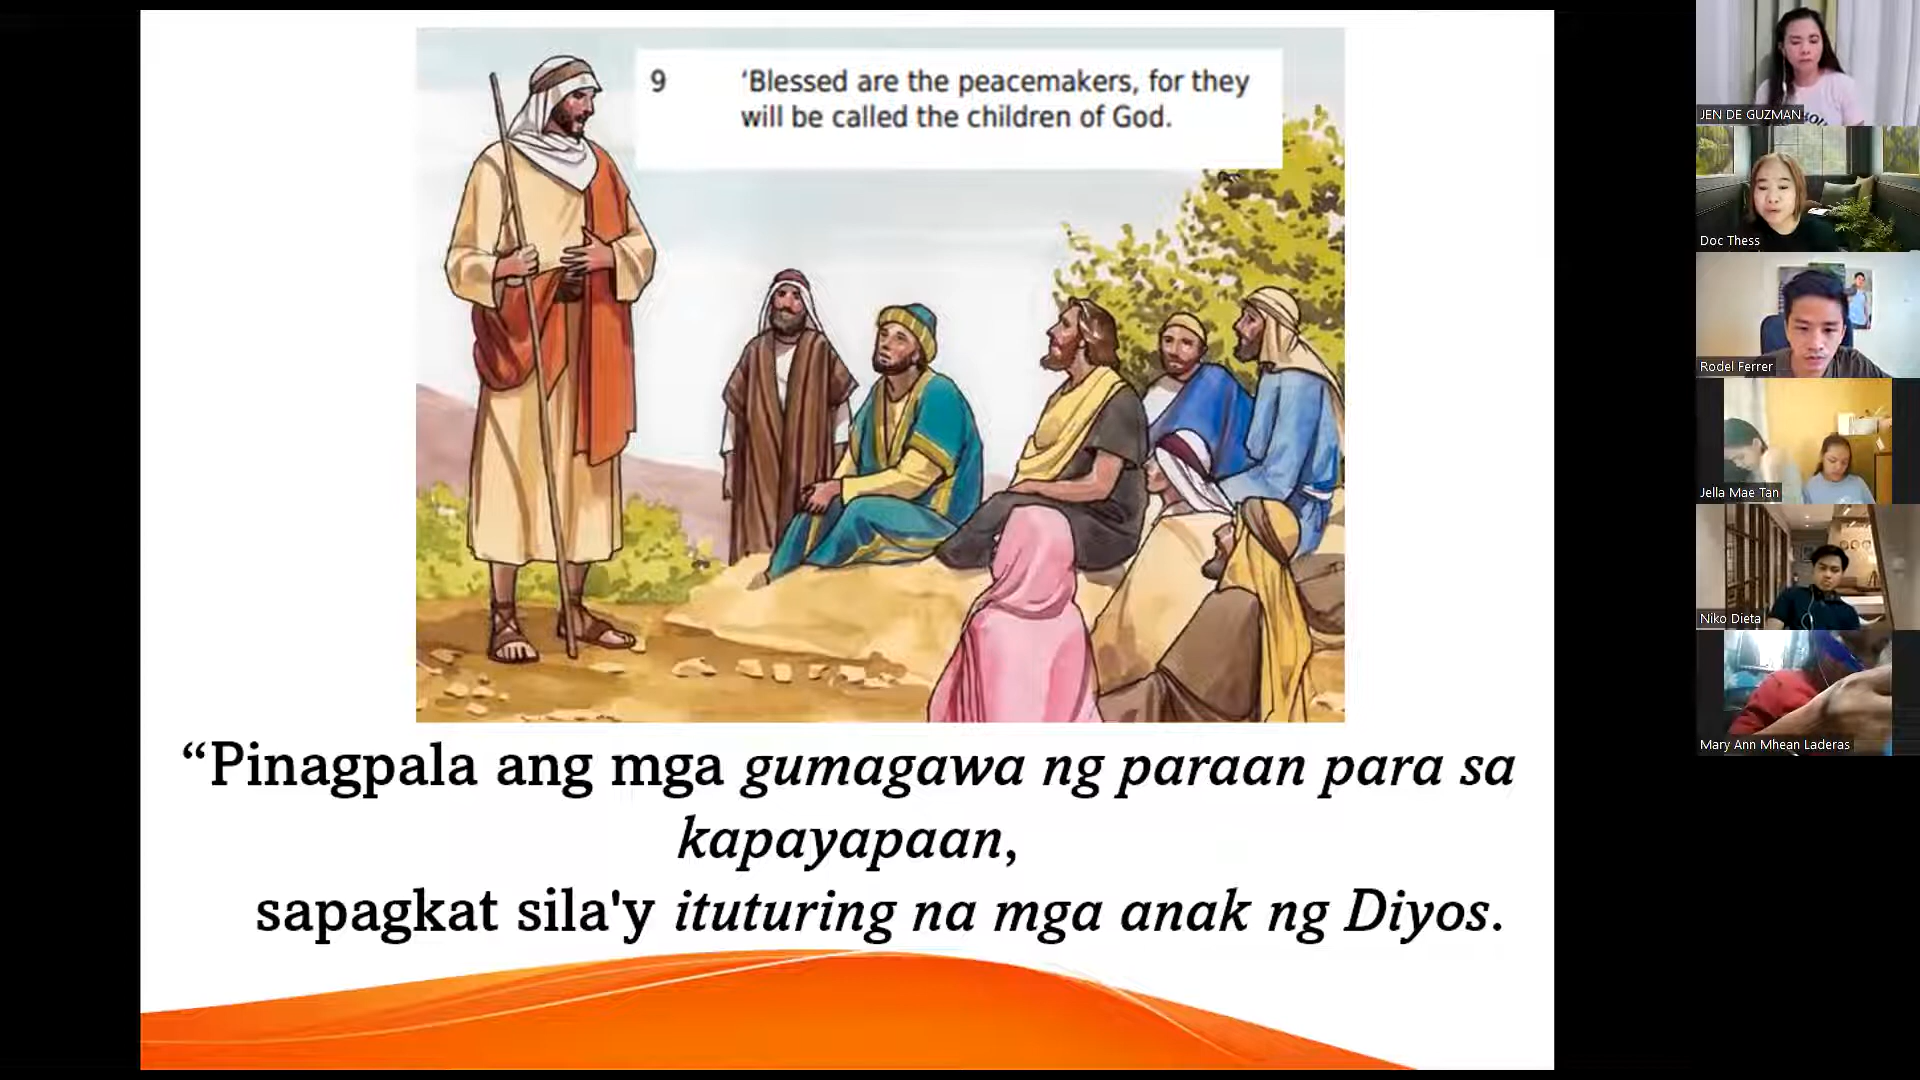 9 ‘Blessed are the peacemakers, for they
will be called the children of God.
“Pinagpala ang mga gumagawa ng paraan para sa
kapayapaan,
sapagkat sila'y ituturing na mga anak ng Diyos.
JEN DE GUZMAN
Doc Thess
Rodel Ferrer
Jella Mae Tan
Niko Dieta
Mary Ann Mhean Laderas